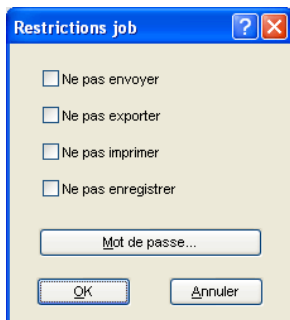 Restrictions job
Ne pas envoyer
Ne pas exporter
Ne pas imprimer
Ne pas enregistrer
Mot de passe...
OK
Annuler